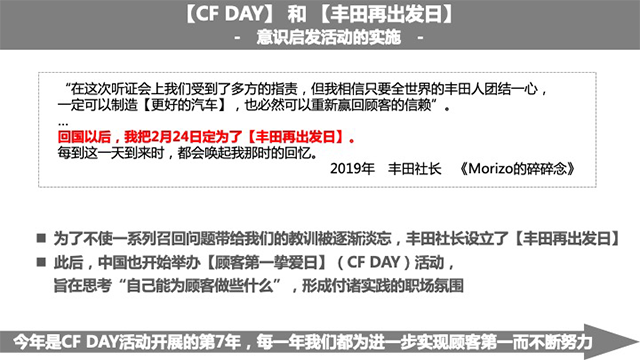 【CF DAY】 和 【丰田再出发日】
- 意识启发活动的实施 -
“在这次听证会上我们受到了多方的指责，但我相信只要全世界的丰田人团结一心，
一定可以制造【更好的汽车】，也必然可以重新赢回顾客的信赖”。
...
回国以后，我把2月24日定为了【丰田再出发日】。
每到这一天到来时，都会唤起我那时的回忆。
2019年 丰田社长 《Morizo的碎碎念》
■ 为了不使一系列召回问题带给我们的教训被逐渐淡忘，丰田社长设立了【丰田再出发日】
■ 此后，中国也开始举办【顾客第一挚爱日】（CF DAY）活动，
旨在思考“自己能为顾客做些什么”，形成付诸实践的职场氛围
今年是CF DAY活动开展的第7年，每一年我们都为进一步实现顾客第一而不断努力